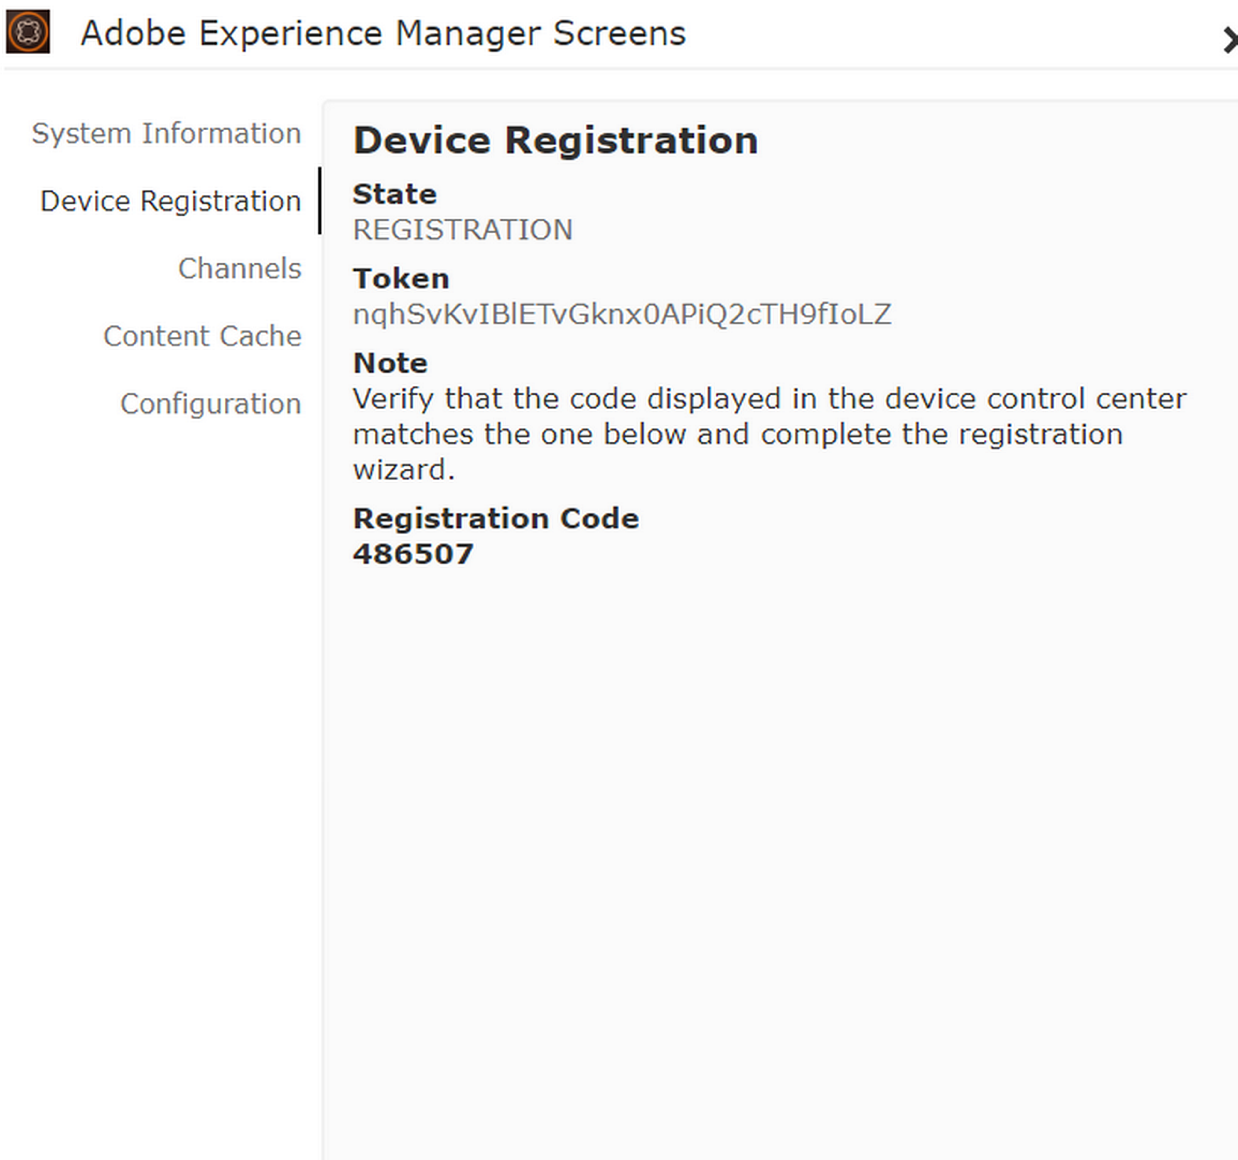 Adobe Experience Manager Screens
System Information
Device Registration
Channels
Content Cache
Configuration
Device Registration
State
REGISTRATION
Token
nqhSvKvIBlETvGknx0APiQ2cTH9fIoLZ
Note
Verify that the code displayed in the device control center
matches the one below and complete the registration
wizard.
Registration Code
486507